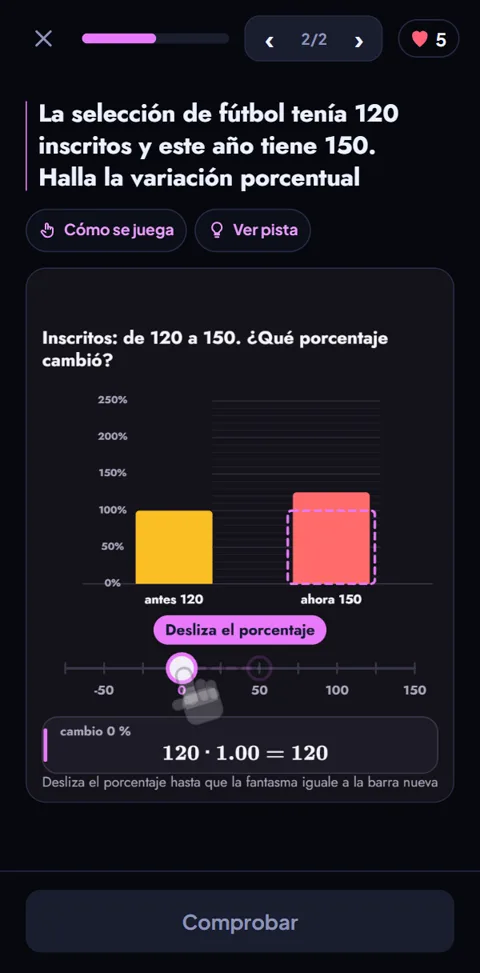 2/2
5
La selección de fútbol tenía 120
inscritos y este año tiene 150.
Halla la variación porcentual
Cómo se juega
Ver pista
Inscritos: de 120 a 150. ¿Qué porcentaje
cambió?
250%
200%
150%
100%
50%
0%
antes 120
ahora 150
Desliza el porcentaje
-50
0
50
100
150
cambio 0 %
120 · 1.00 = 120
Desliza el porcentaje hasta que la fantasma iguale a la barra nueva
Comprobar